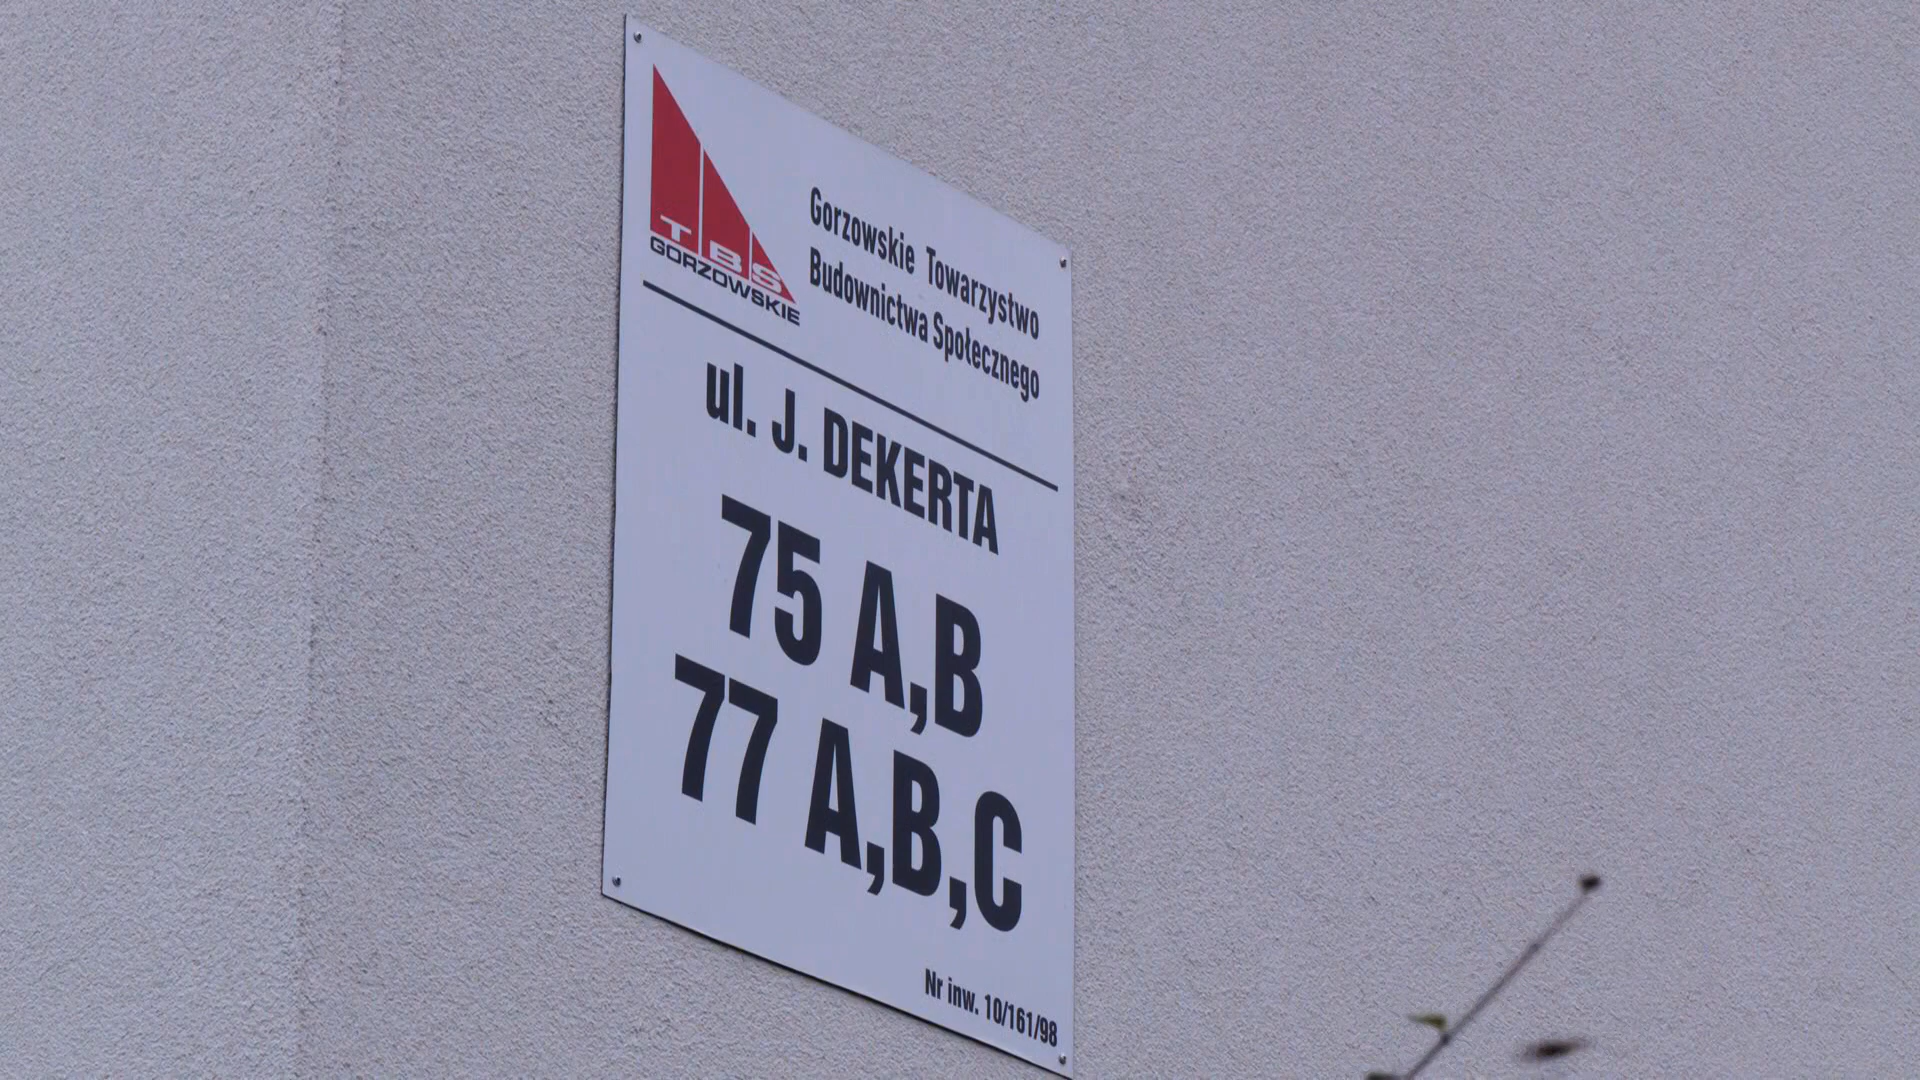 TBS
GORZOWSKIE
Gorzowskie Towarzystwo
Budownictwa Społecznego
ul. J. DEKERTA
75 A,B
77 A,B,C
Nr inw. 10/161/98